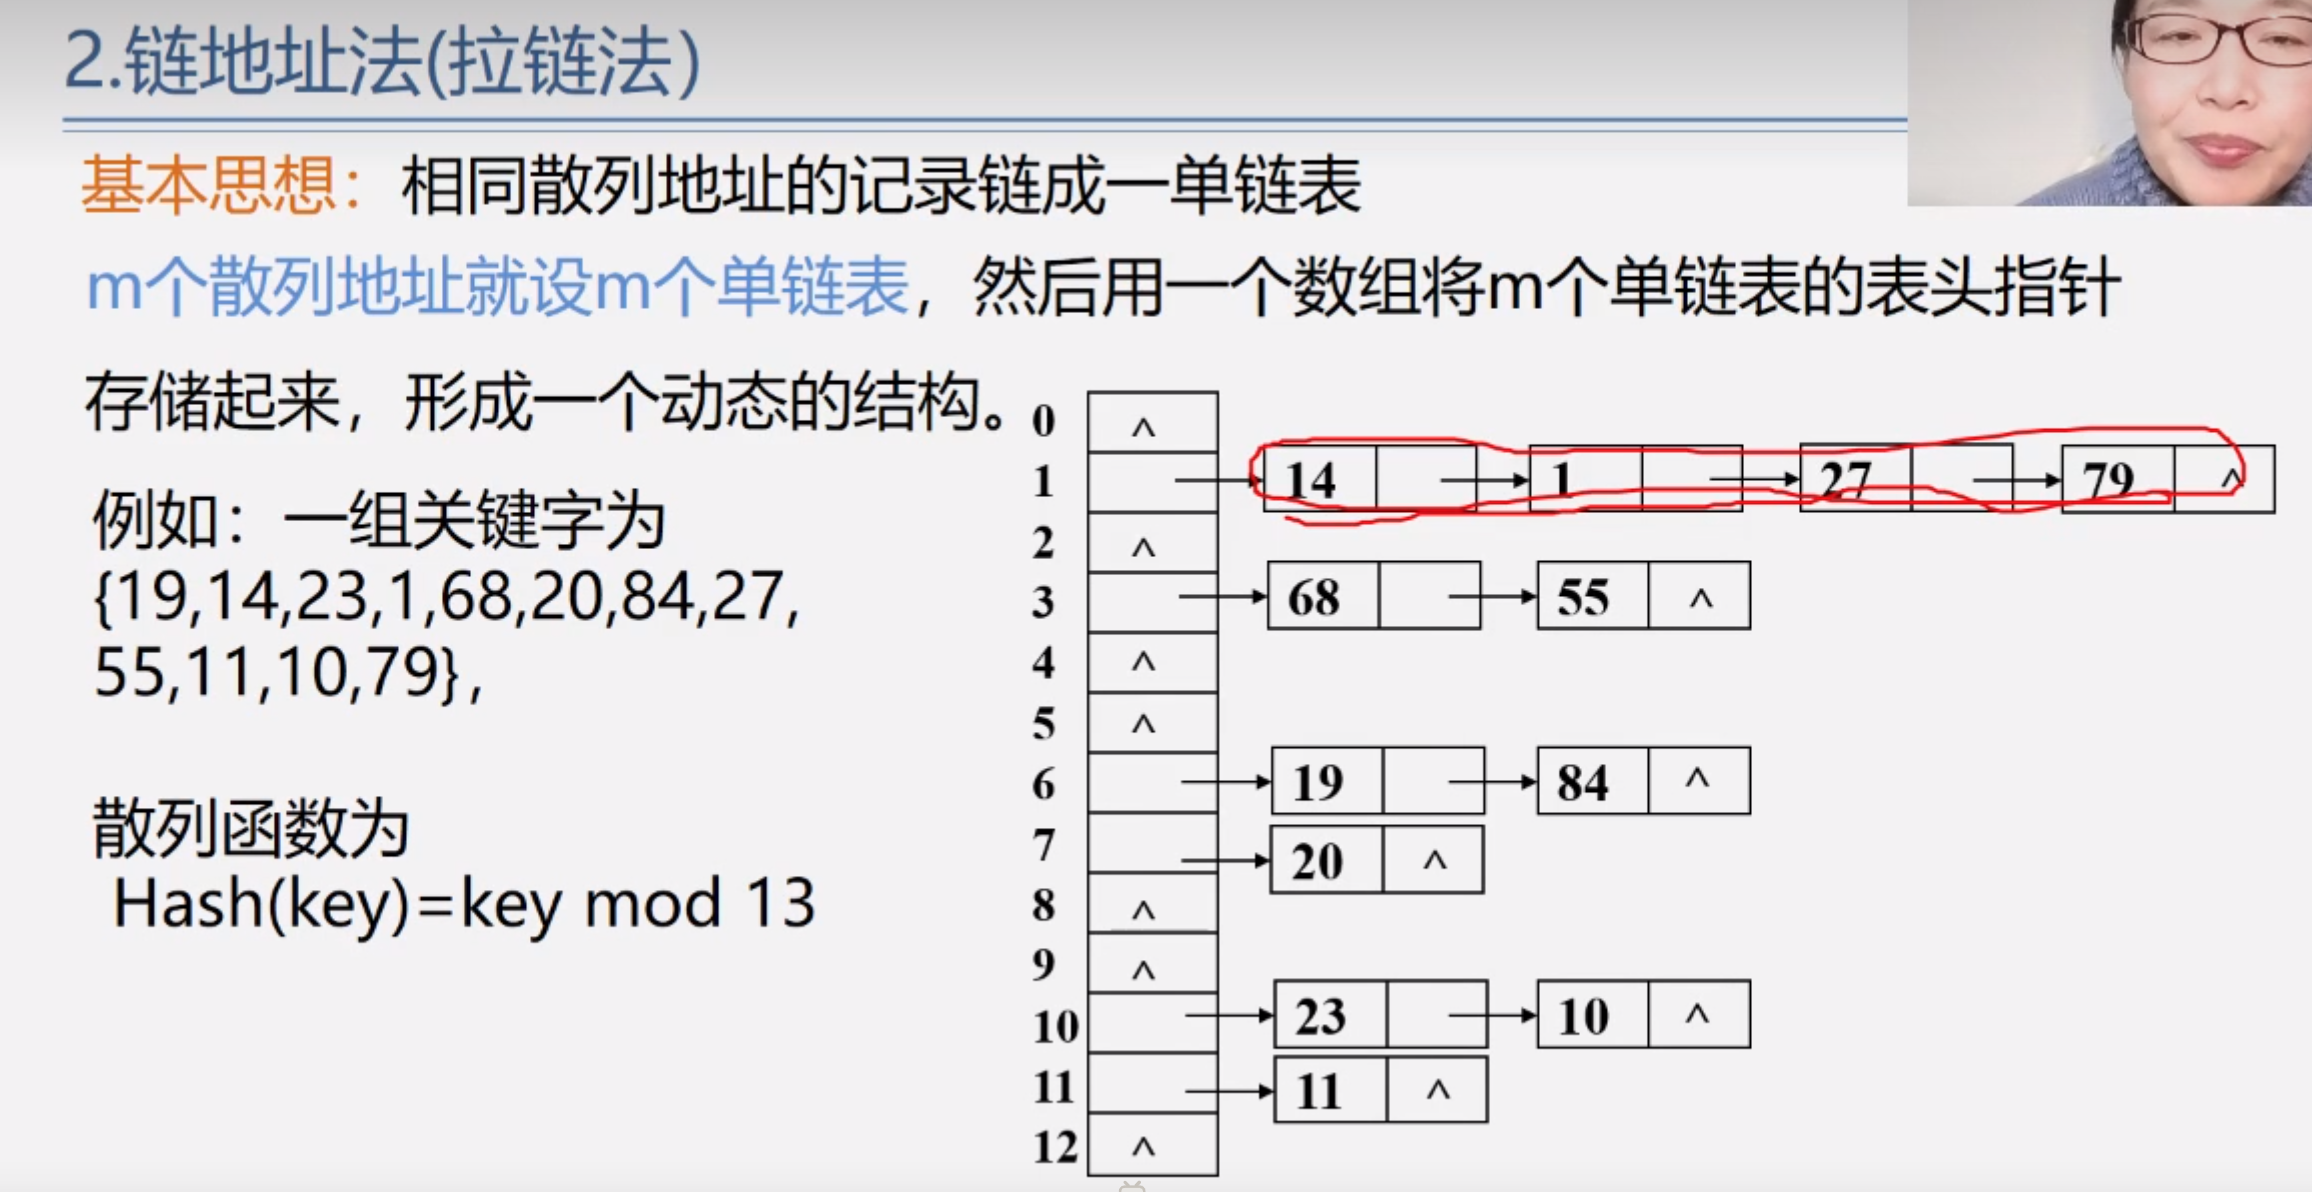 2.链地址法(拉链法)
基本思想：相同散列地址的记录链成一单链表
m个散列地址就设m个单链表，然后用一个数组将m个单链表的表头指针
存储起来，形成一个动态的结构。
例如：一组关键字为
{19,14,23,1,68,20,84,27,
55,11,10,79}，
散列函数为
Hash(key)=key mod 13
0 ^
1 14 1 27 79 ^
2 ^
3 68 55 ^
4 ^
5 ^
6 19 84 ^
7 20 ^
8 ^
9 ^
10 23 10 ^
11 11 ^
12 ^